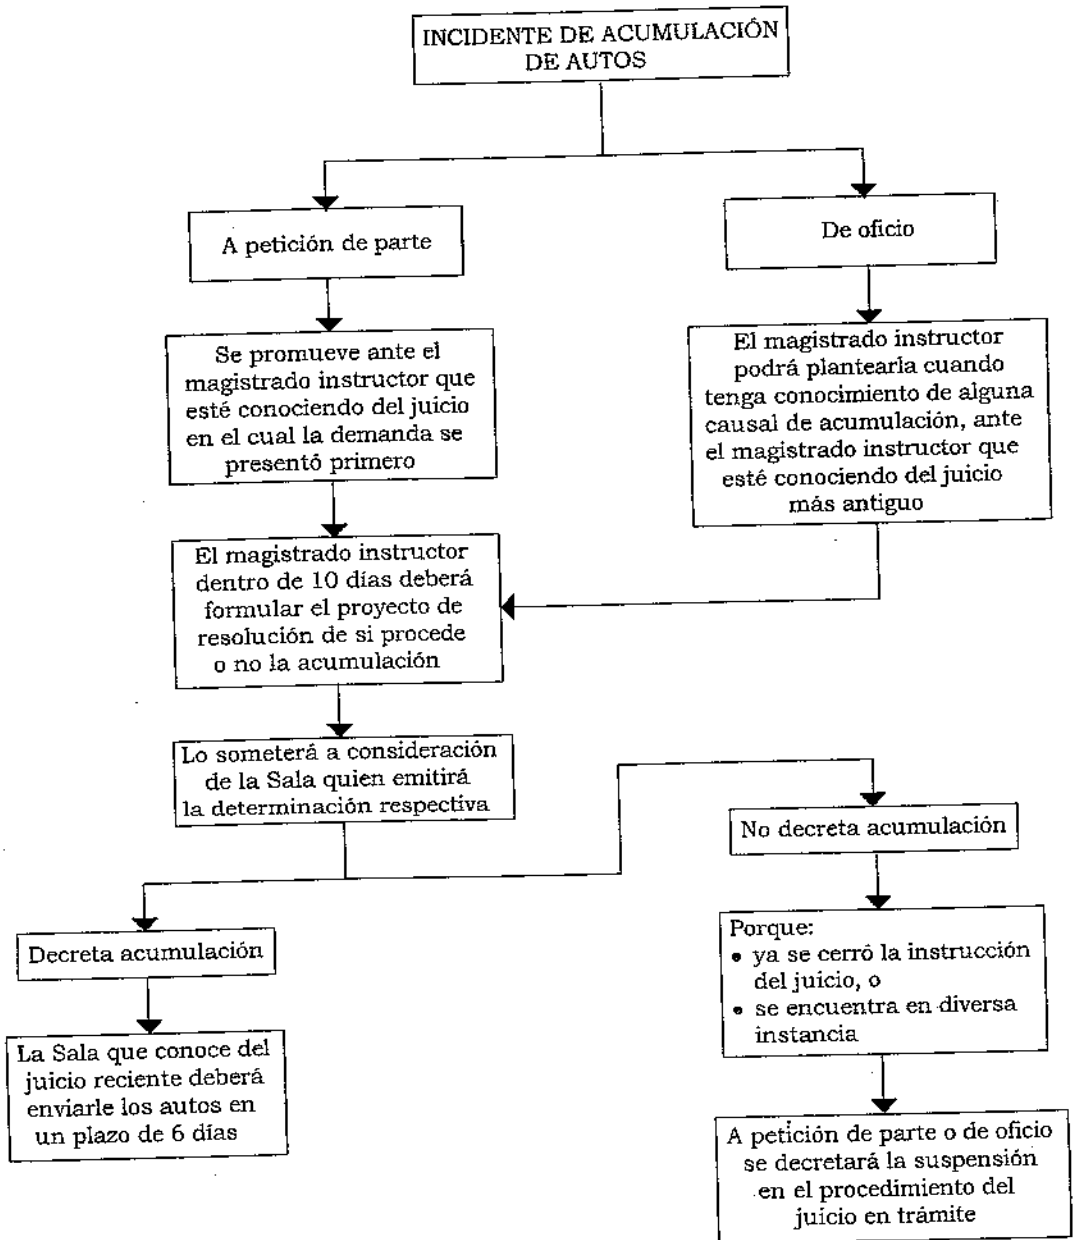 INCIDENTE DE ACUMULACIÓN
DE AUTOS
A petición de parte
De oficio
Se promueve ante el
magistrado instructor que
esté conociendo del juicio
en el cual la demanda se
presentó primero
El magistrado instructor
podrá plantearla cuando
tenga conocimiento de alguna
causal de acumulación, ante
el magistrado instructor que
esté conociendo del juicio
más antiguo
El magistrado instructor
dentro de 10 días deberá
formular el proyecto de
resolución de si procede
o no la acumulación
Lo someterá a consideración
de la Sala quien emitirá
la determinación respectiva
No decreta acumulación
Decreta acumulación
Porque:
• ya se cerró la instrucción
del juicio, o
• se encuentra en diversa
instancia
La Sala que conoce del
juicio reciente deberá
enviarle los autos en
un plazo de 6 días
A petición de parte o de oficio
se decretará la suspensión
en el procedimiento del
juicio en trámite